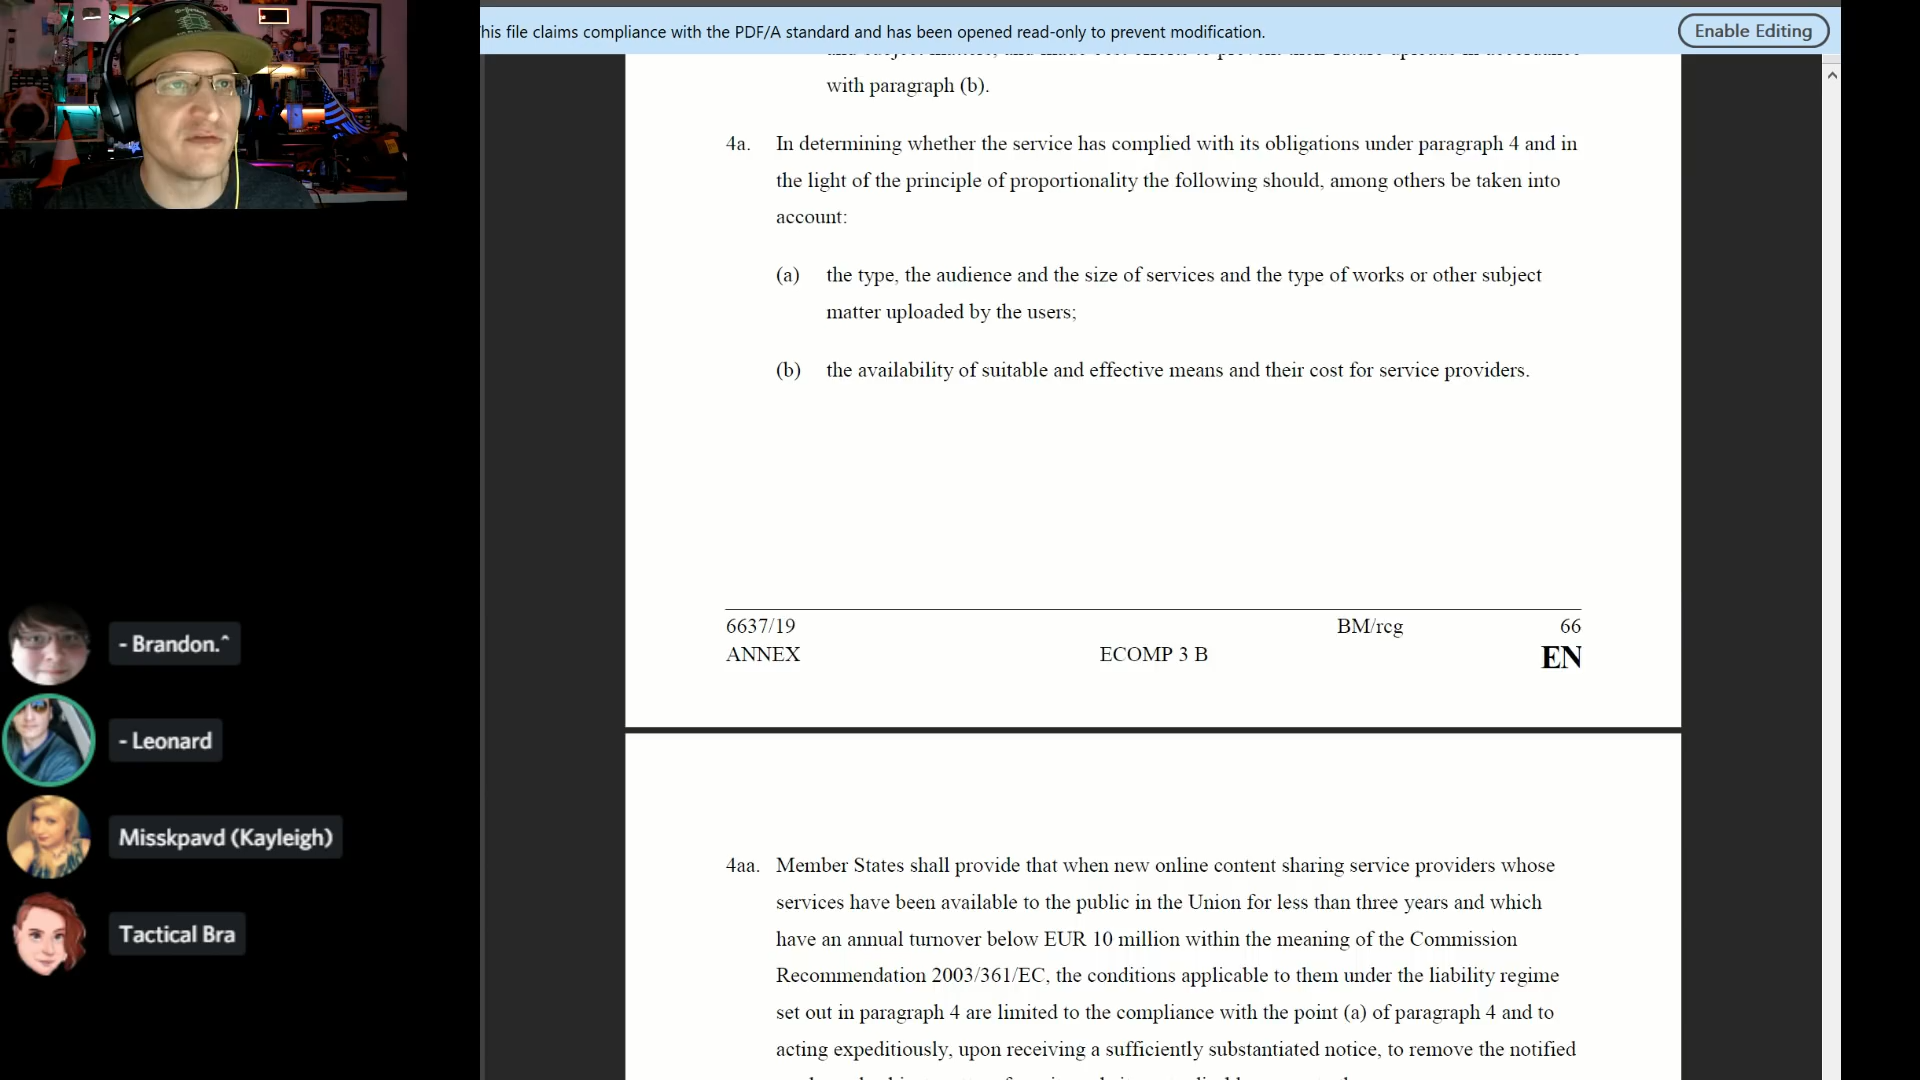 his file claims compliance with the PDF/A standard and has been opened read-only to prevent modification.
Enable Editing
with paragraph (b).
4a. In determining whether the service has complied with its obligations under paragraph 4 and in
the light of the principle of proportionality the following should, among others be taken into
account:
(a) the type, the audience and the size of services and the type of works or other subject
matter uploaded by the users;
(b) the availability of suitable and effective means and their cost for service providers.
6637/19 BM/rcg 66
ANNEX ECOMP 3 B EN
4aa. Member States shall provide that when new online content sharing service providers whose
services have been available to the public in the Union for less than three years and which
have an annual turnover below EUR 10 million within the meaning of the Commission
Recommendation 2003/361/EC, the conditions applicable to them under the liability regime
set out in paragraph 4 are limited to the compliance with the point (a) of paragraph 4 and to
acting expeditiously, upon receiving a sufficiently substantiated notice, to remove the notified
- Brandon.^
- Leonard
Misskpavd (Kayleigh)
Tactical Bra